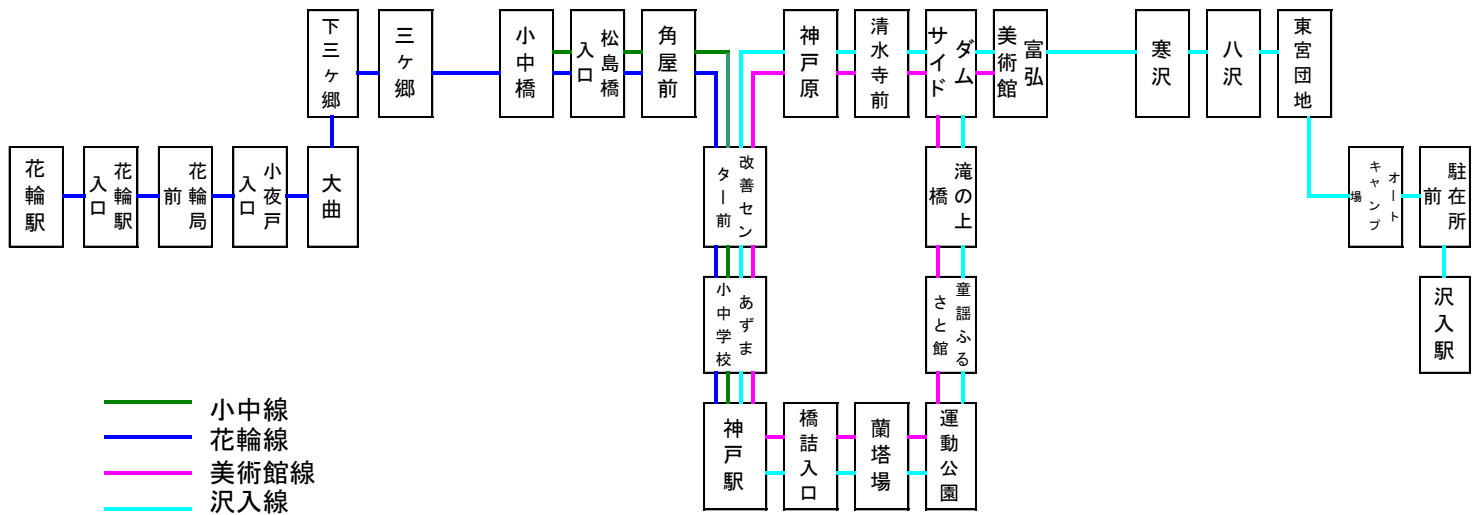 下三ケ郷
三ケ郷
小中橋
松島橋
入口
角屋前
神戸原
清水寺前
ダム
サイド
富弘
美術館
寒沢
八沢
東宮団地
花輪駅
花輪駅
入口
花輪局
前
小夜戸
入口
大曲
改善セン
ター前
滝の上
橋
オート
キャンプ
場
駐在所
前
あずま
小中学校
童謡ふる
さと館
沢入駅
神戸駅
橋詰入口
蘭塔場
運動公園
小中線
花輪線
美術館線
沢入線